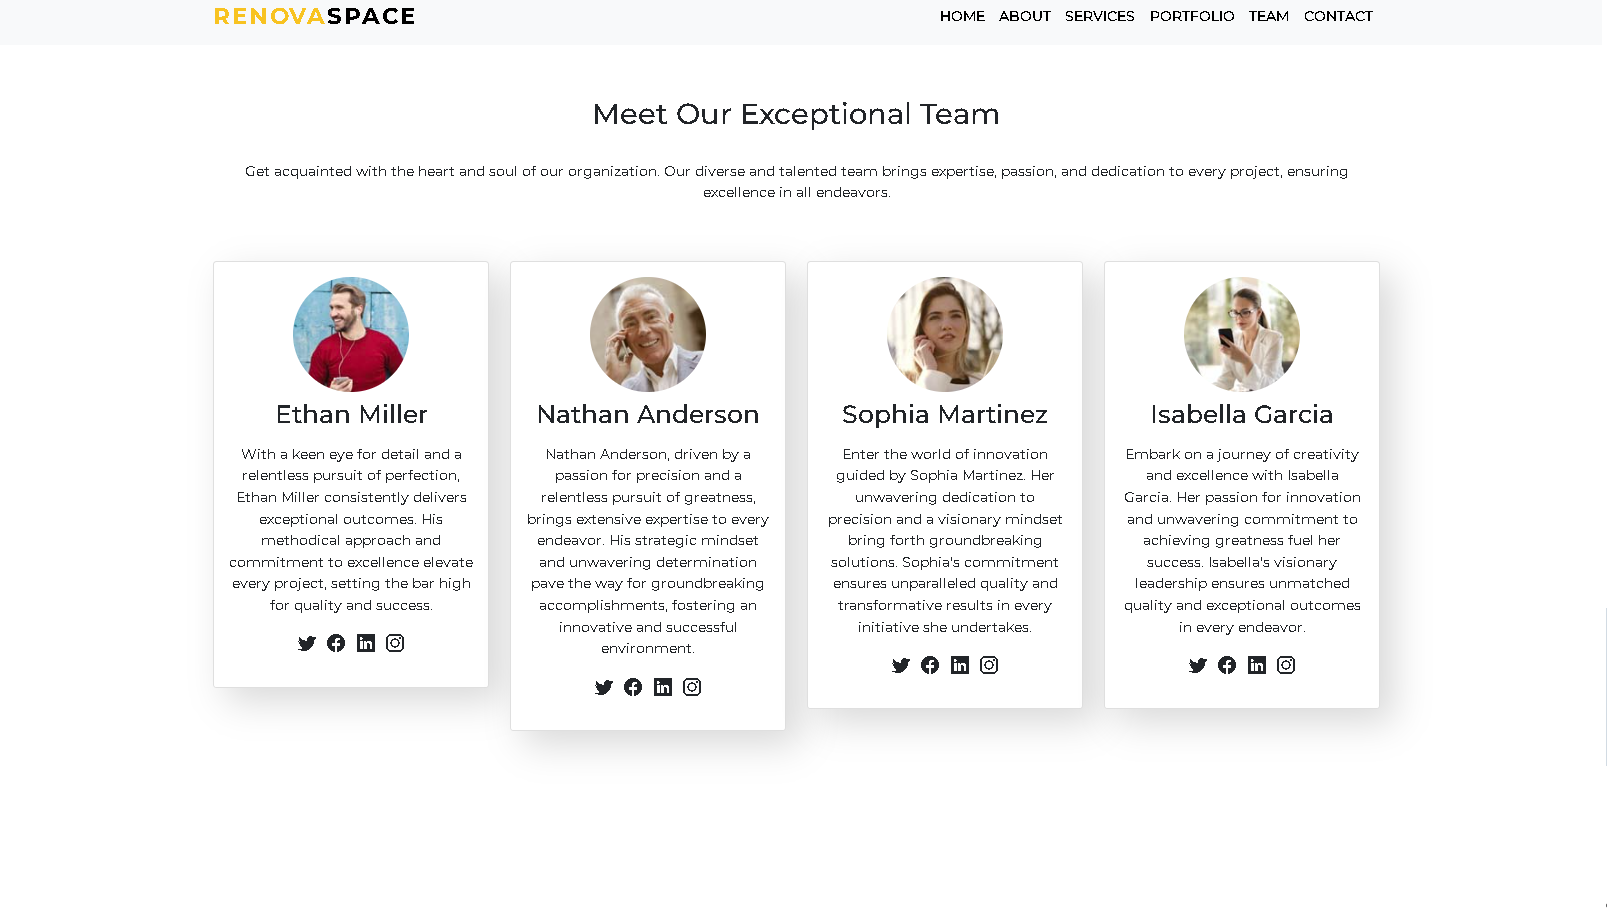 RENOVASPACE
HOME ABOUT SERVICES PORTFOLIO TEAM CONTACT
Meet Our Exceptional Team
Get acquainted with the heart and soul of our organization. Our diverse and talented team brings expertise, passion, and dedication to every project, ensuring
excellence in all endeavors.
Ethan Miller
With a keen eye for detail and a
relentless pursuit of perfection,
Ethan Miller consistently delivers
exceptional outcomes. His
methodical approach and
commitment to excellence elevate
every project, setting the bar high
for quality and success.
Nathan Anderson
Nathan Anderson, driven by a
passion for precision and a
relentless pursuit of greatness,
brings extensive expertise to every
endeavor. His strategic mindset
and unwavering determination
pave the way for groundbreaking
accomplishments, fostering an
innovative and successful
environment.
Sophia Martinez
Enter the world of innovation
guided by Sophia Martinez. Her
unwavering dedication to
precision and a visionary mindset
bring forth groundbreaking
solutions. Sophia's commitment
ensures unparalleled quality and
transformative results in every
initiative she undertakes.
Isabella Garcia
Embark on a journey of creativity
and excellence with Isabella
Garcia. Her passion for innovation
and unwavering commitment to
achieving greatness fuel her
success. Isabella's visionary
leadership ensures unmatched
quality and exceptional outcomes
in every endeavor.